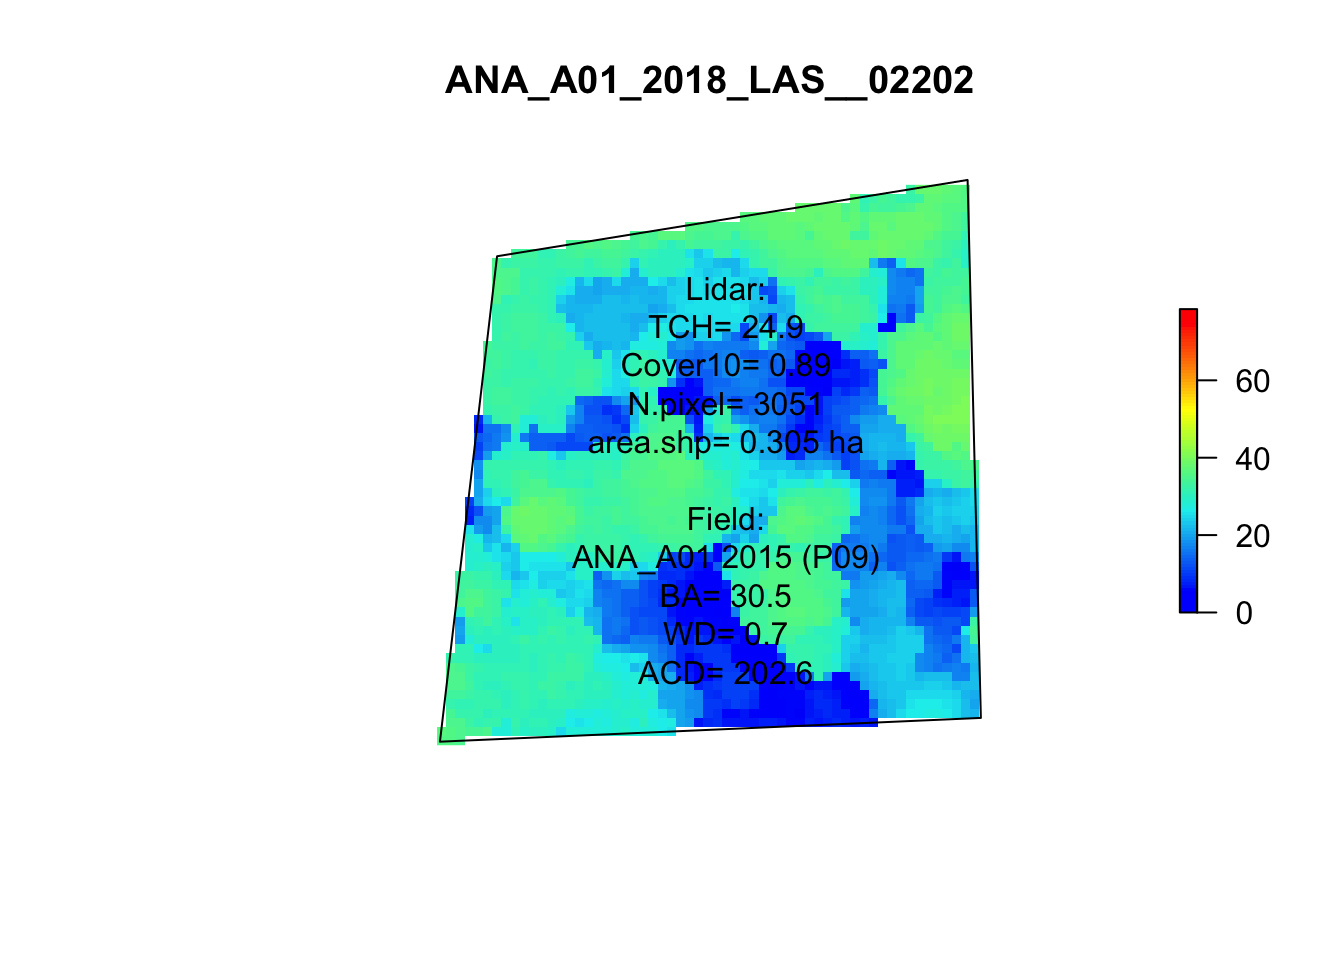 ANA_A01_2018_LAS__02202
Lidar:
TCH= 24.9
Cover10= 0.89
N.pixel= 3051
area.shp= 0.305 ha
Field:
ANA_A01 2015 (P09)
BA= 30.5
WD= 0.7
ACD= 202.6
60
40
20
0